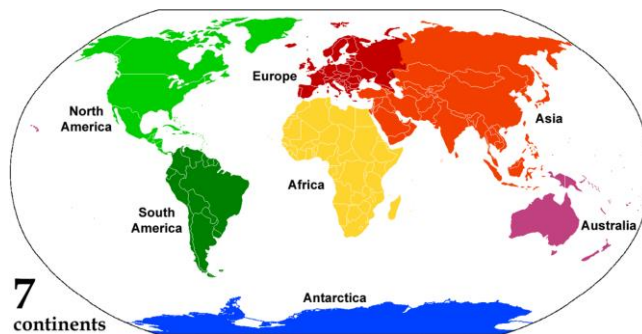 Europe
North
America
Asia
Africa
South
America
Australia
Antarctica
7
continents